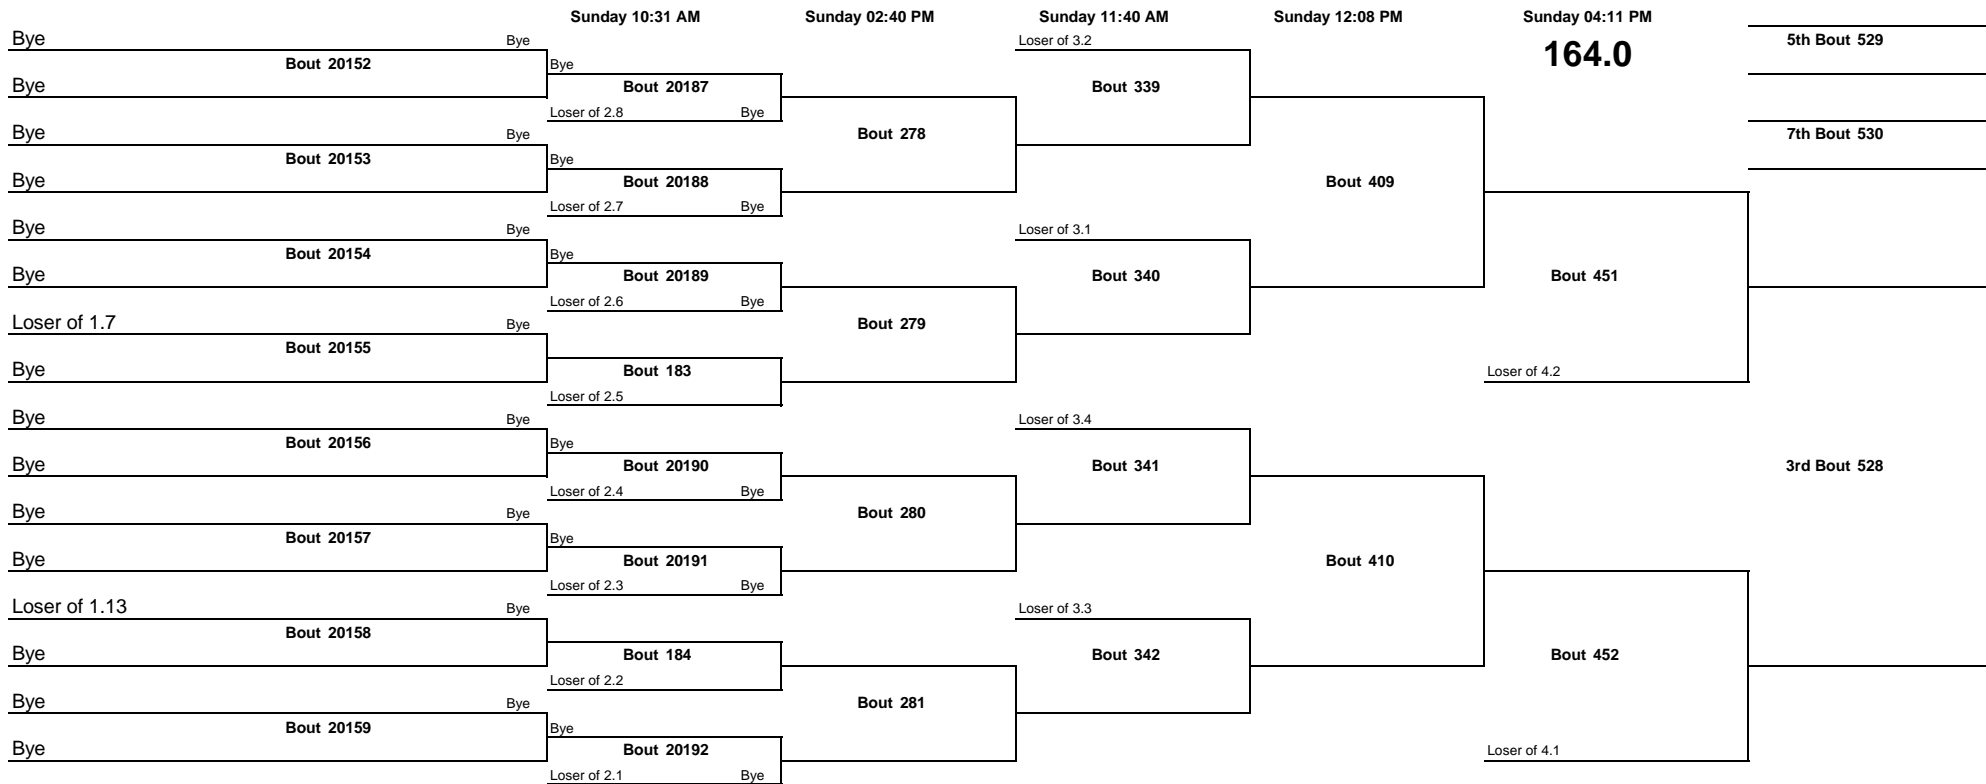 Sunday 10:31 AM Sunday 02:40 PM Sunday 11:40 AM Sunday 12:08 PM Sunday 04:11 PM
Bye Bye Loser of 3.2 164.0 5th Bout 529
Bout 20152 Bye
Bye Bout 20187 Bout 339
Loser of 2.8 Bye
Bye Bye Bout 278 7th Bout 530
Bout 20153 Bye
Bye Bout 20188 Bout 409
Loser of 2.7 Bye
Bye Bye Loser of 3.1
Bout 20154 Bye
Bye Bout 20189 Bout 340 Bout 451
Loser of 2.6 Bye
Loser of 1.7 Bye Bout 279
Bout 20155
Bye Bout 183 Loser of 4.2
Loser of 2.5
Bye Bye Loser of 3.4
Bout 20156 Bye
Bye Bout 20190 Bout 341 3rd Bout 528
Loser of 2.4 Bye
Bye Bye Bout 280
Bout 20157 Bye
Bye Bout 20191 Bout 410
Loser of 2.3 Bye
Loser of 1.13 Bye Loser of 3.3
Bout 20158
Bye Bout 184 Bout 342 Bout 452
Loser of 2.2
Bye Bye Bout 281
Bout 20159 Bye
Bye Bout 20192 Loser of 4.1
Loser of 2.1 Bye